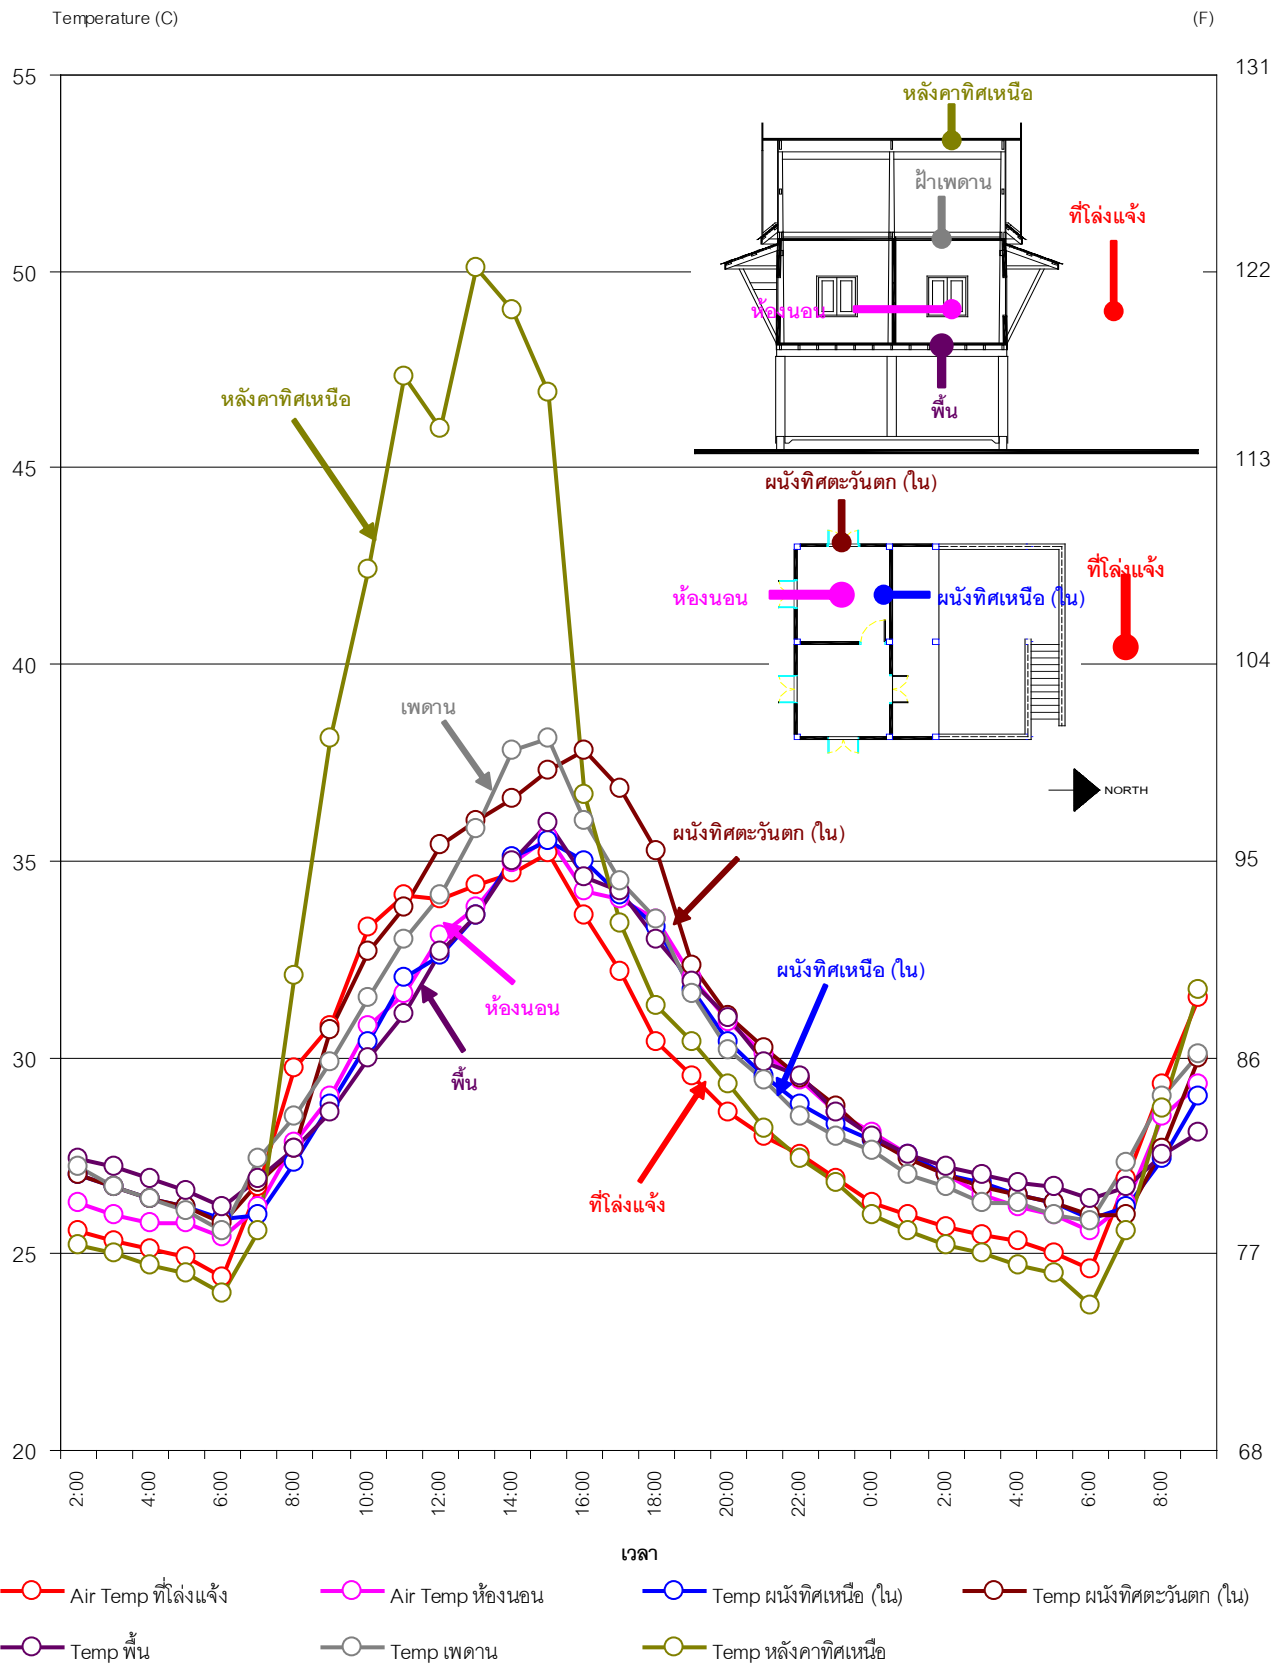 Temperature (C)
(F)
55
131
50
122
45
113
40
104
35
95
30
86
25
77
20
68
หลังคาทิศเหนือ
ฝ้าเพดาน
ที่โล่งแจ้ง
ห้องนอน
พื้น
ผนังทิศตะวันตก (ใน)
ที่โล่งแจ้ง
ห้องนอน
ผนังทิศเหนือ (ใน)
NORTH
หลังคาทิศเหนือ
เพดาน
ผนังทิศตะวันตก (ใน)
ผนังทิศเหนือ (ใน)
ห้องนอน
พื้น
ที่โล่งแจ้ง
2:00
4:00
6:00
8:00
10:00
12:00
14:00
16:00
18:00
20:00
22:00
0:00
2:00
4:00
6:00
8:00
เวลา
Air Temp ที่โล่งแจ้ง
Air Temp ห้องนอน
Temp ผนังทิศเหนือ (ใน)
Temp ผนังทิศตะวันตก (ใน)
Temp พื้น
Temp เพดาน
Temp หลังคาทิศเหนือ